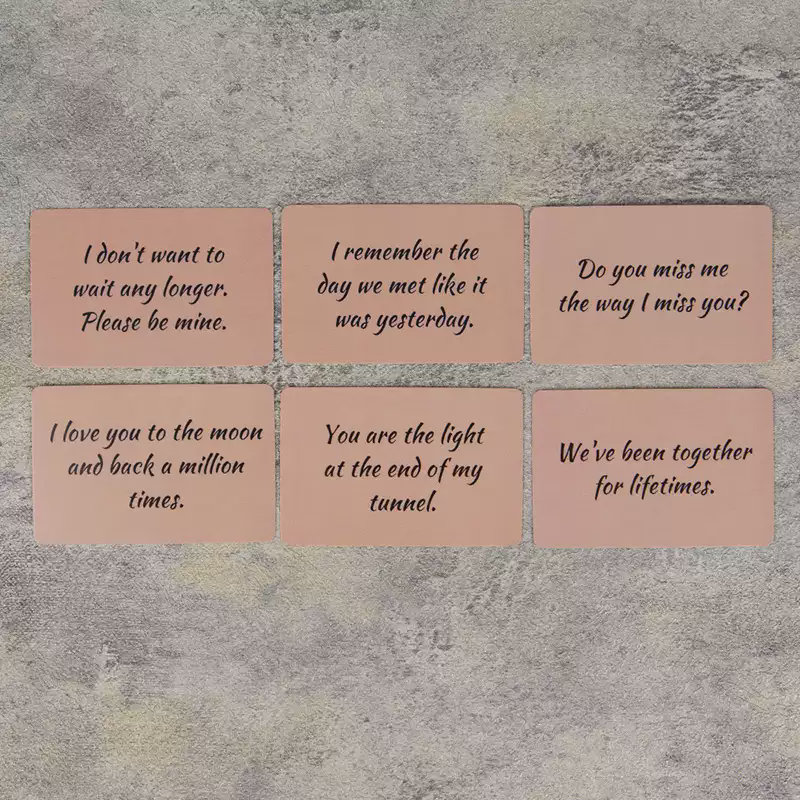 I don't want to
wait any longer.
Please be mine.
I remember the
day we met like it
was yesterday.
Do you miss me
the way I miss you?
I love you to the moon
and back a million
times.
You are the light
at the end of my
tunnel.
We've been together
for lifetimes.